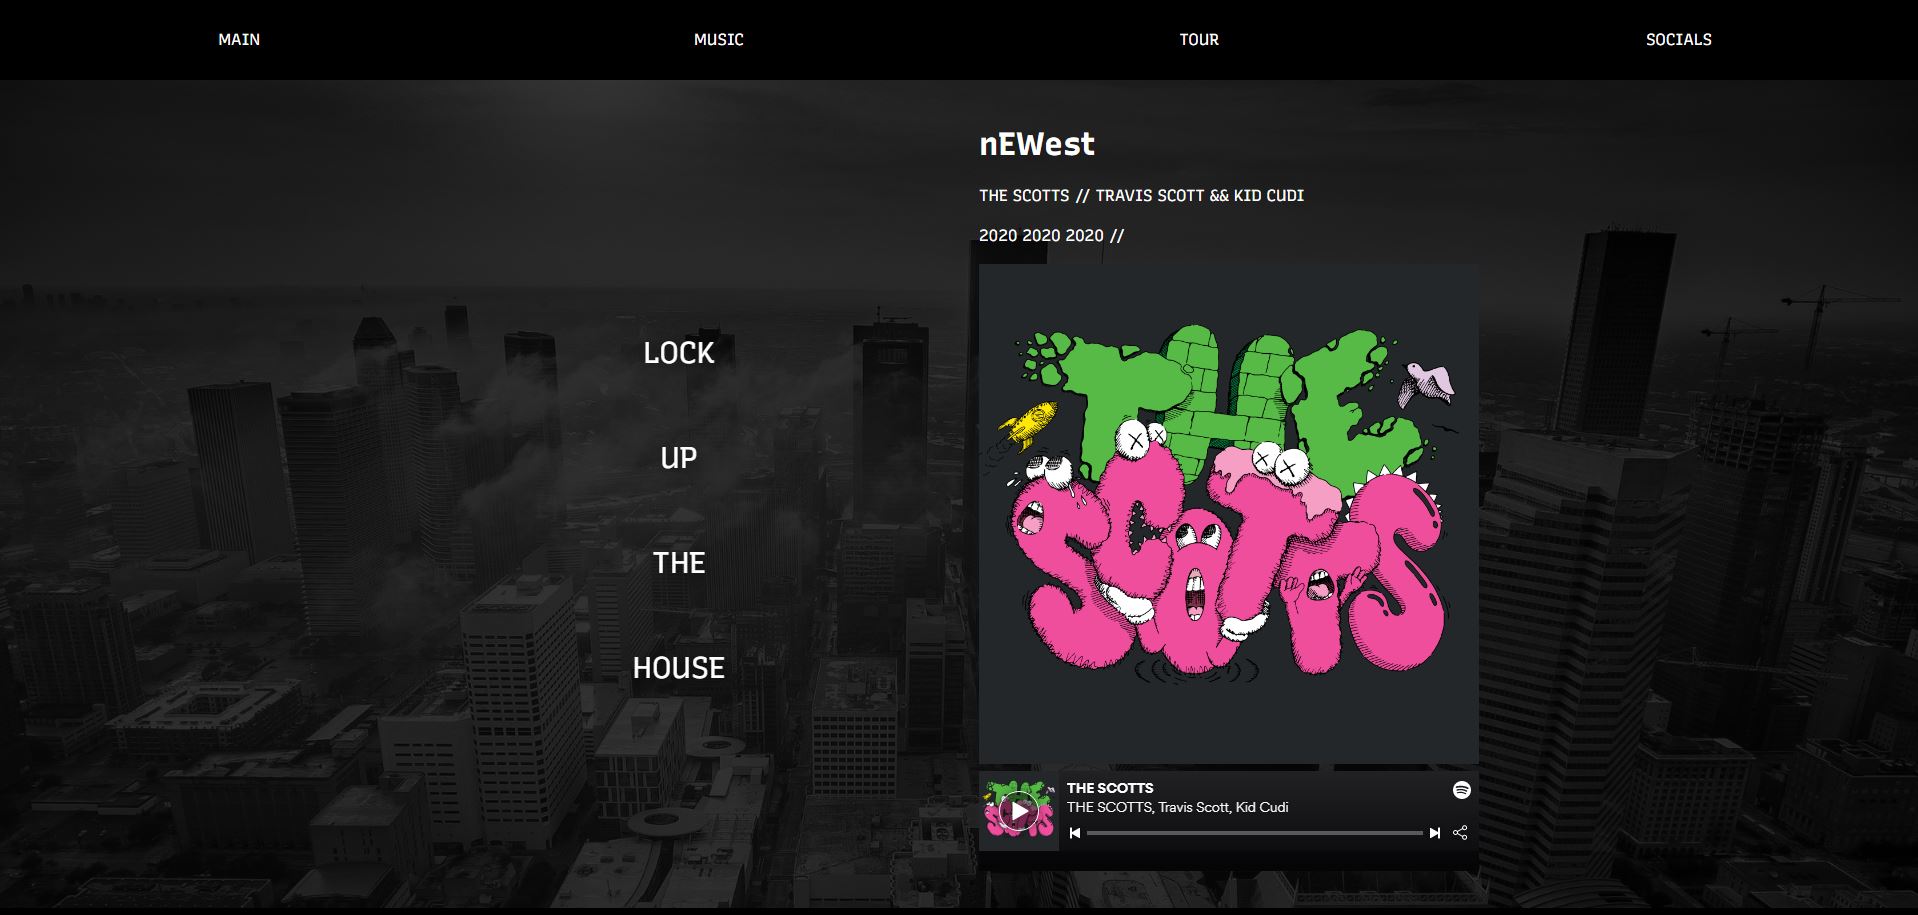 MAIN
MUSIC
TOUR
SOCIALS
nEWest
THE SCOTTS // TRAVIS SCOTT && KID CUDI
2020 2020 2020 //
LOCK
UP
THE
HOUSE
THE
SCOTTS
THE SCOTTS
THE SCOTTS
THE SCOTTS, Travis Scott, Kid Cudi